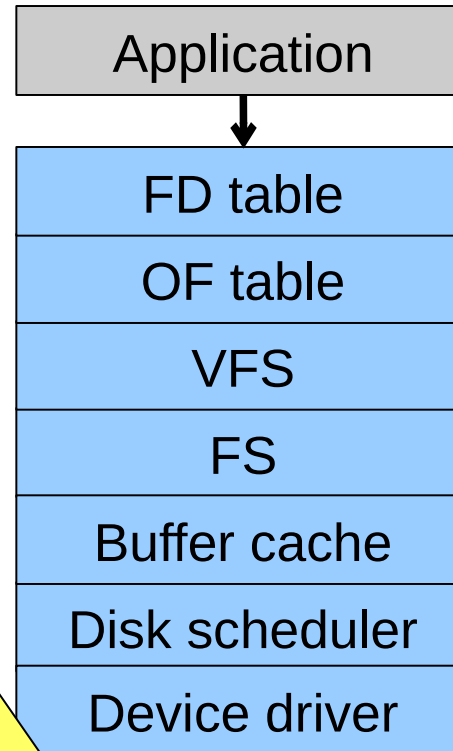 Application
FD table
OF table
VFS
FS
Buffer cache
Disk scheduler
Device driver